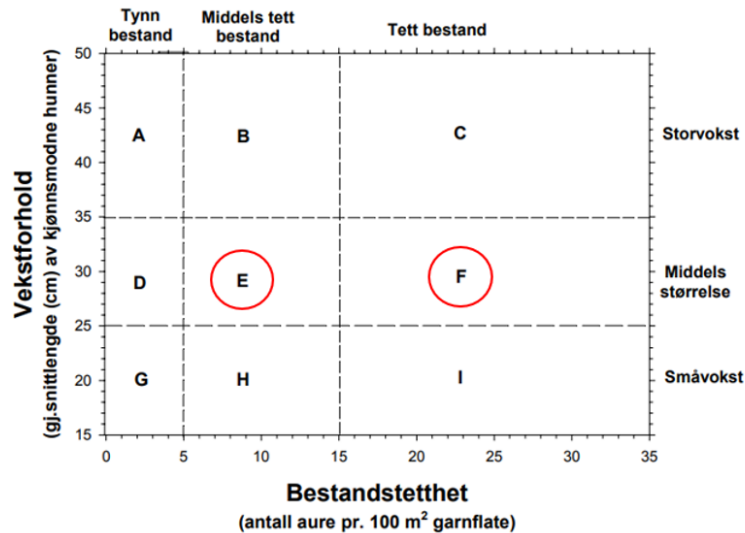 Tynn
bestand
Middels tett
bestand
Tett bestand
Vekstforhold
(gj.snittlengde (cm) av kjønnsmodne hunner)
50
45
40
35
30
25
20
15
A
B
C
Storvokst
D
E
F
Middels
størrelse
G
H
I
Småvokst
0
5
10
15
20
25
30
35
Bestandstetthet
(antall aure pr. 100 m² garnflate)